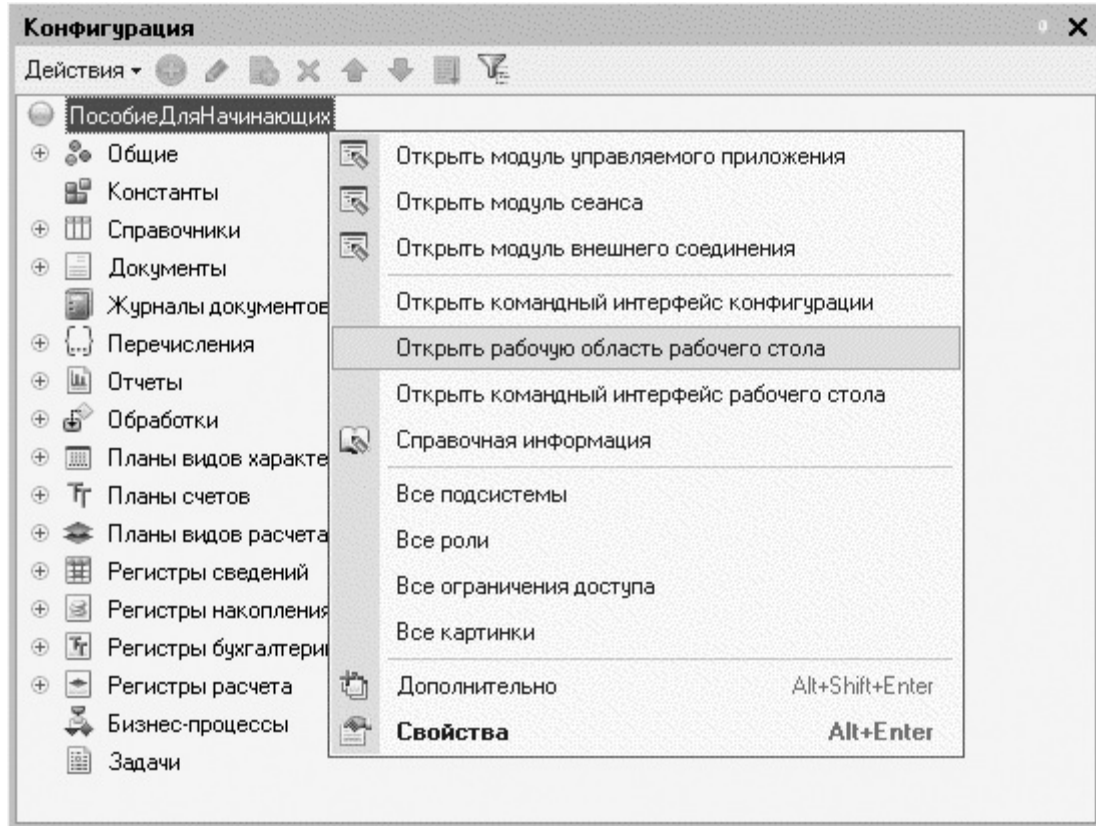 Конфигурация
Действия
ПособиеДляНачинающих
Общие
Константы
Справочники
Документы
Журналы документов
Перечисления
Отчеты
Обработки
Планы видов характе
Планы счетов
Планы видов расчета
Регистры сведений
Регистры накопления
Регистры бухгалтери
Регистры расчета
Бизнес-процессы
Задачи
Открыть модуль управляемого приложения
Открыть модуль сеанса
Открыть модуль внешнего соединения
Открыть командный интерфейс конфигурации
Открыть рабочую область рабочего стола
Открыть командный интерфейс рабочего стола
Справочная информация
Все подсистемы
Все роли
Все ограничения доступа
Все картинки
Дополнительно Alt+Shift+Enter
Свойства Alt+Enter